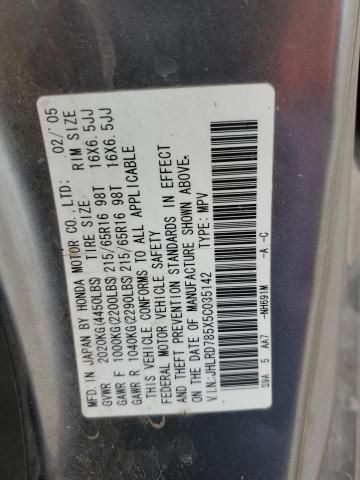 MFD. IN JAPAN BY HONDA MOTOR CO., LTD: 02/'05
TIRE SIZE: RIM SIZE
GVWR 2020KG(4450LBS)
GAWR F 1000KG(2200LBS) 215/65R16 98T 16X6.5JJ
GAWR R 1040KG(2290LBS) 215/65R16 98T 16X6.5JJ
THIS VEHICLE CONFORMS TO ALL APPLICABLE
FEDERAL MOTOR VEHICLE SAFETY
AND THEFT PREVENTION STANDARDS IN EFFECT
ON THE DATE OF MANUFACTURE SHOWN ABOVE.
V.I.N:JHLRD785X5C035142 TYPE: MPV
-NH691M -A -C
S9A 5 AA7